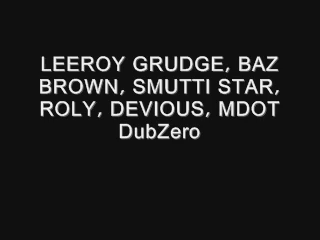 LEEROY GRUDGE, BAZ
BROWN, SMUTTI STAR,
ROLY, DEVIOUS, MDOT
DubZero